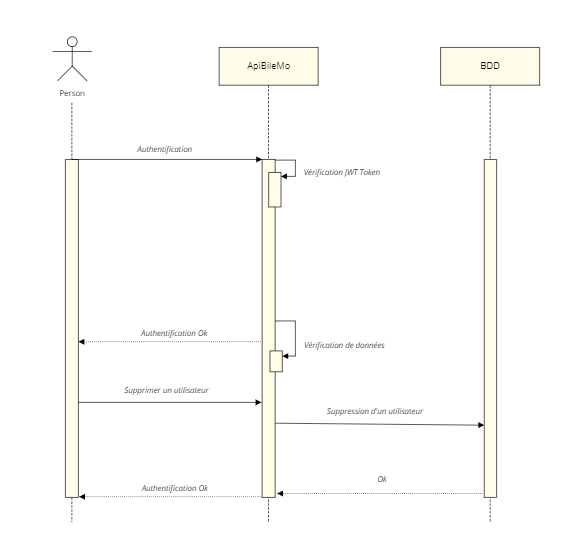 ApiBileMo
BDD
Person
Authentification
Vérification JWT Token
Authentification Ok
Vérification de données
Supprimer un utilisateur
Suppression d'un utilisateur
Ok
Authentification Ok